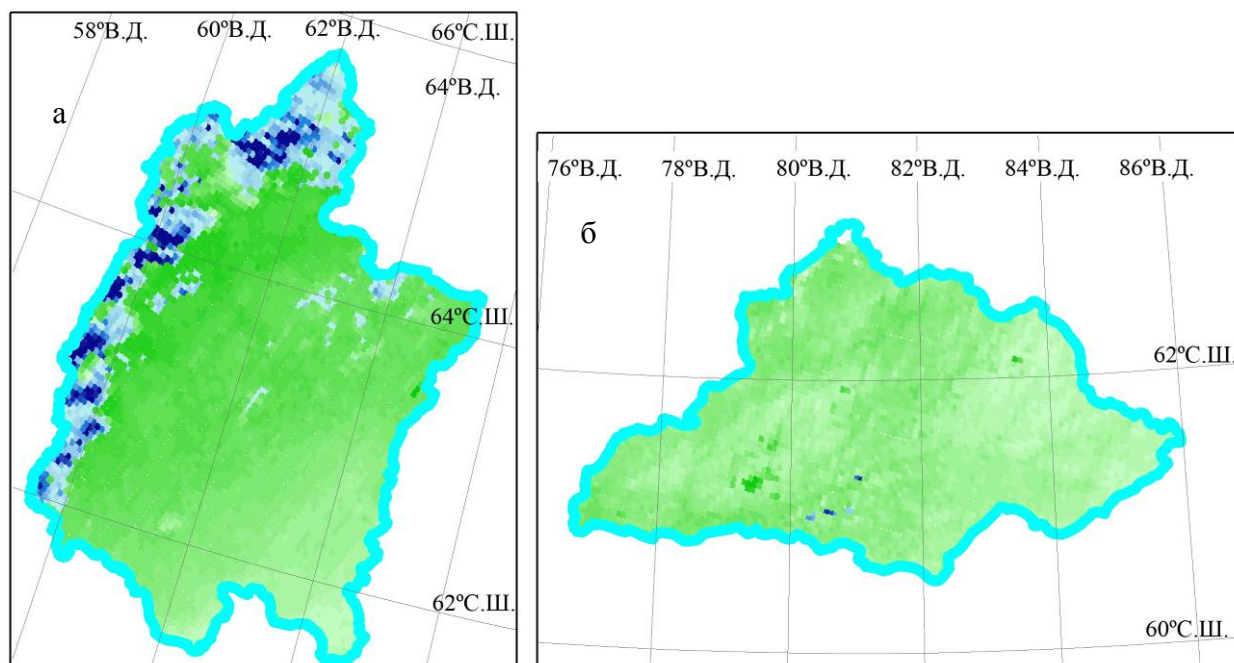 58ºВ.Д. 60ºВ.Д. 62ºВ.Д. 66ºС.Ш.
64ºВ.Д.
а
64ºС.Ш.
62ºС.Ш.
76ºВ.Д. 78ºВ.Д. 80ºВ.Д. 82ºВ.Д. 84ºВ.Д. 86ºВ.Д.
б
62ºС.Ш.
60ºС.Ш.